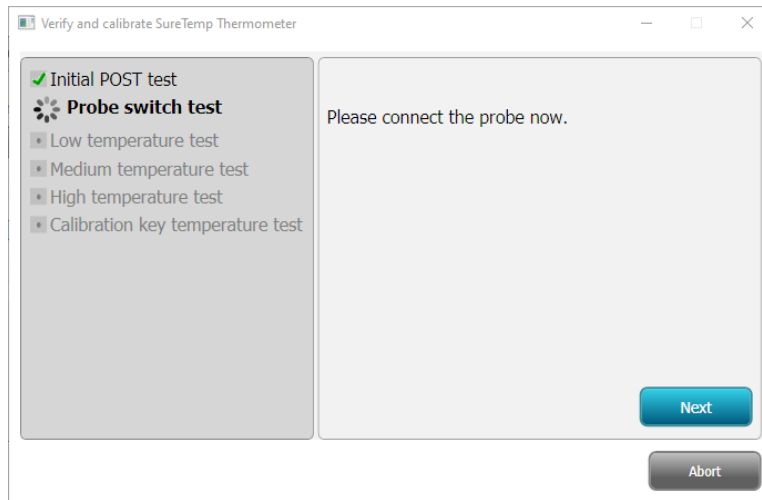 Verify and calibrate SureTemp Thermometer
Initial POST test
Probe switch test
Low temperature test
Medium temperature test
High temperature test
Calibration key temperature test
Please connect the probe now.
Next
Abort